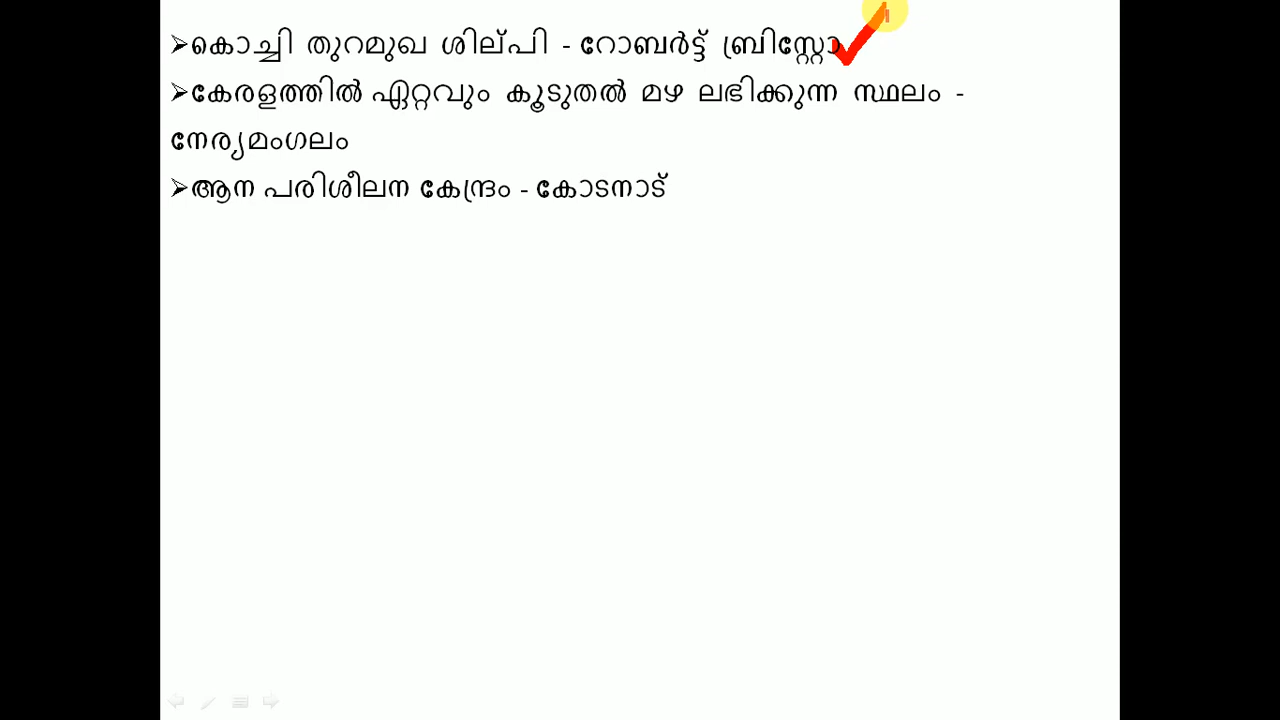 ➢കൊച്ചി തുറമുഖ ശില്പി - റോബർട്ട് ബ്രിസ്റ്റോ
➢കേരളത്തിൽ ഏറ്റവും കൂടുതൽ മഴ ലഭിക്കുന്ന സ്ഥലം -
നേര്യമംഗലം
➢ആന പരിശീലന കേന്ദ്രം - കോടനാട്